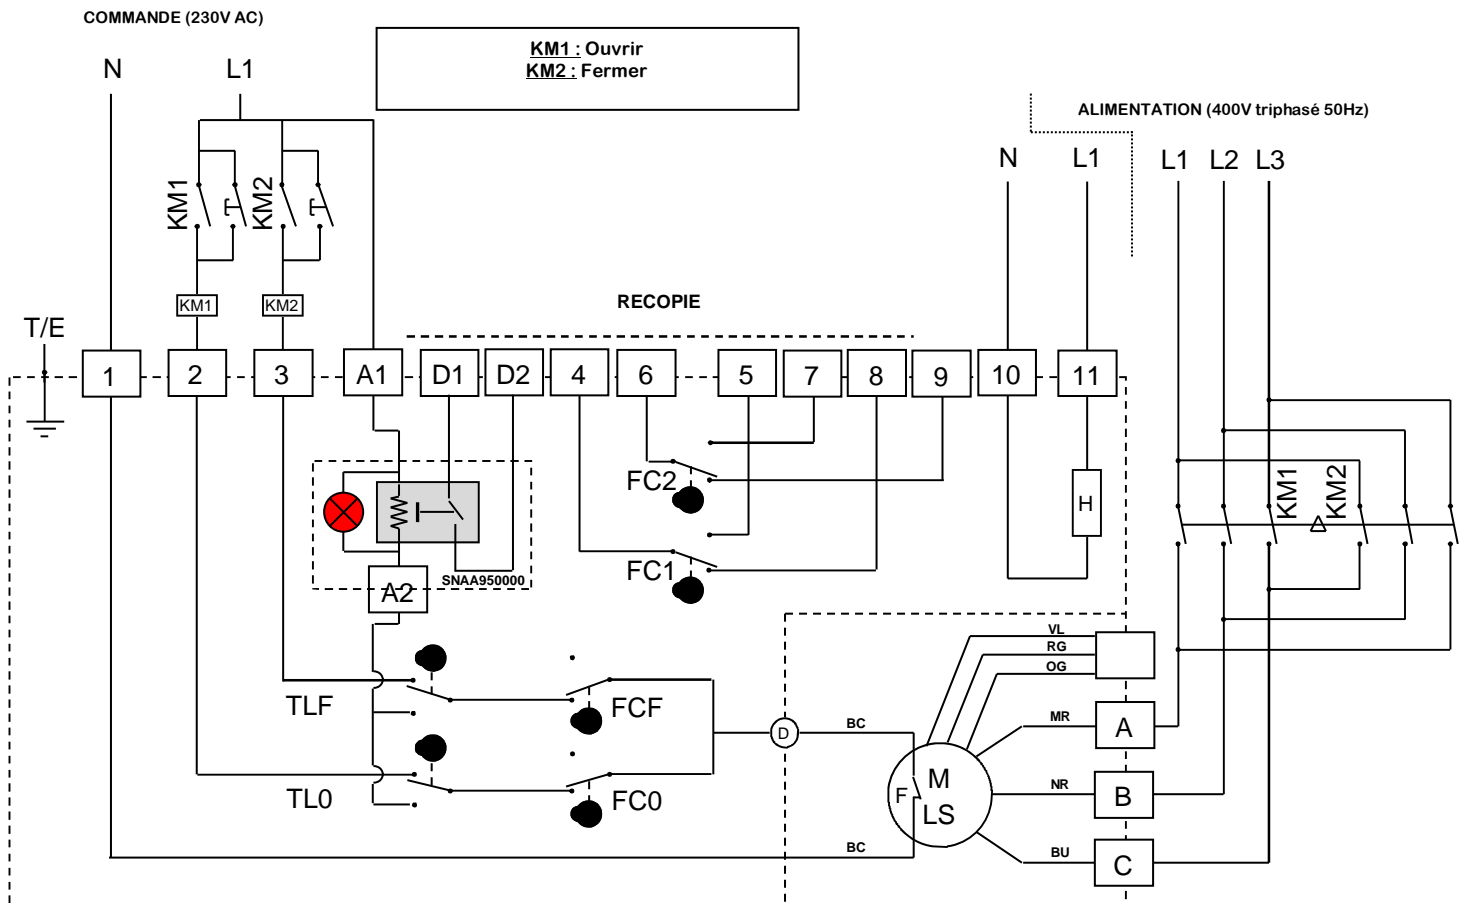 COMMANDE (230V AC)
KM1 : Ouvrir
KM2 : Fermer
ALIMENTATION (400V triphasé 50Hz)
N L1
N L1 L1 L2 L3
KM1 KM2
KM1 KM2
RECOPIE
T/E
1 2 3 A1 D1 D2 4 6 5 7 8 9 10 11
FC2
H
KM1 KM2
FC1
SNAA950000
A2
VL
RG
OG
TLF
FCF
D
BC
MR
A
TL0
FC0
F
M
LS
NR
B
BC
BU
C